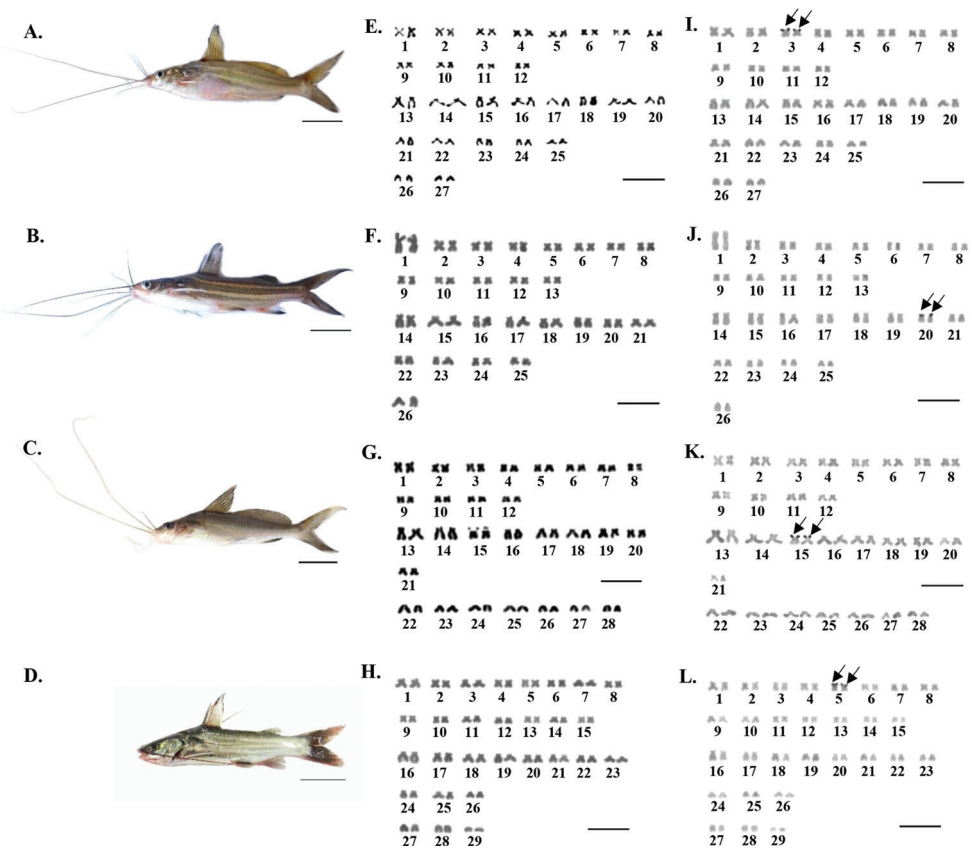 A.
E.
1 2 3 4 5 6 7 8
9 10 11 12
13 14 15 16 17 18 19 20
21 22 23 24 25
26 27
I.
1 2 3 4 5 6 7 8
9 10 11 12
13 14 15 16 17 18 19 20
21 22 23 24 25
26 27
B.
F.
1 2 3 4 5 6 7 8
9 10 11 12 13
14 15 16 17 18 19 20 21
22 23 24 25
26
J.
1 2 3 4 5 6 7 8
9 10 11 12 13
14 15 16 17 18 19 20 21
22 23 24 25
26
C.
G.
1 2 3 4 5 6 7 8
9 10 11 12
13 14 15 16 17 18 19 20
21
22 23 24 25 26 27 28
K.
1 2 3 4 5 6 7 8
9 10 11 12
13 14 15 16 17 18 19 20
21
22 23 24 25 26 27 28
D.
H.
1 2 3 4 5 6 7 8
9 10 11 12 13 14 15
16 17 18 19 20 21 22 23
24 25 26
27 28 29
L.
1 2 3 4 5 6 7 8
9 10 11 12 13 14 15
16 17 18 19 20 21 22 23
24 25 26
27 28 29